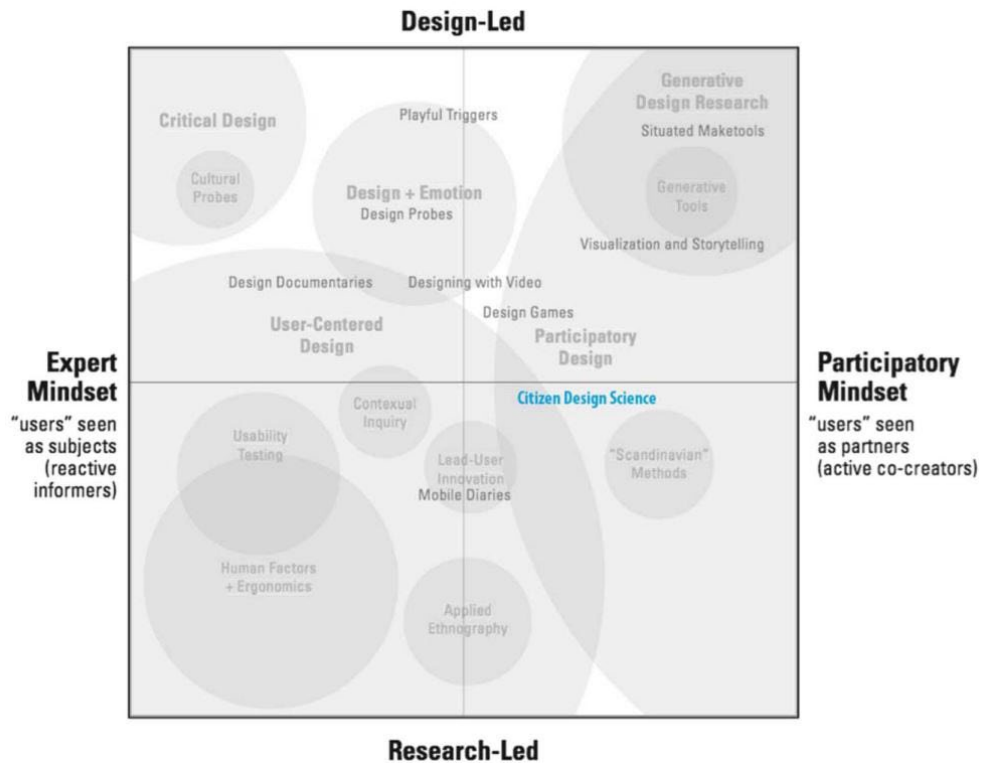 Design-Led
Generative
Design Research
Playful Triggers
Critical Design
Situated Maketools
Cultural
Probes
Design + Emotion
Design Probes
Generative
Tools
Visualization and Storytelling
Design Documentaries
Designing with Video
Design Games
User-Centered
Design
Participatory
Design
Expert
Mindset
"users" seen
as subjects
(reactive
informers)
Participatory
Mindset
"users" seen
as partners
(active co-creators)
Citizen Design Science
Contexual
Inquiry
Usability
Testing
Lead-User
Innovation
Mobile Diaries
"Scandinavian"
Methods
Human Factors
+ Ergonomics
Applied
Ethnography
Research-Led